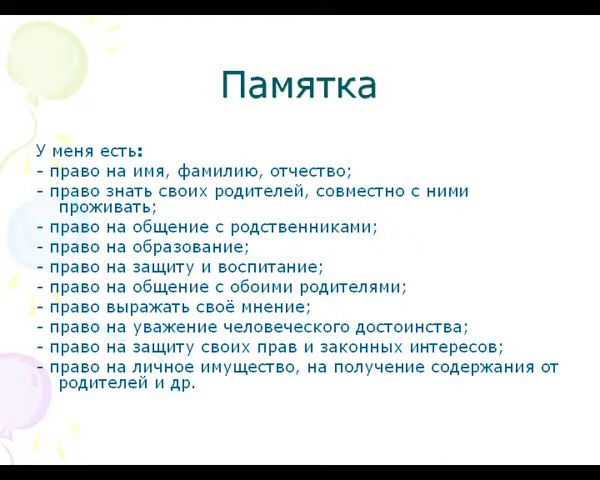 Памятка
У меня есть:
- право на имя, фамилию, отчество;
- право знать своих родителей, совместно с ними
проживать;
- право на общение с родственниками;
- право на образование;
- право на защиту и воспитание;
- право на общение с обоими родителями;
- право выражать своё мнение;
- право на уважение человеческого достоинства;
- право на защиту своих прав и законных интересов;
- право на личное имущество, на получение содержания от
родителей и др.